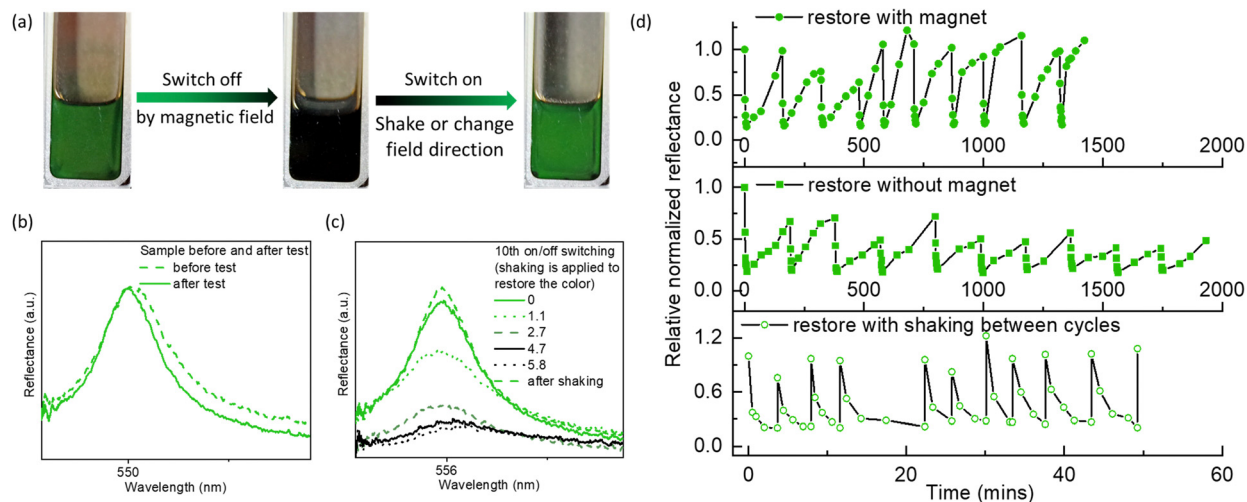 (a)
Switch off
by magnetic field
Switch on
Shake or change
field direction
(b)
Reflectance (a.u.)
Sample before and after test
before test
after test
550
Wavelength (nm)
(c)
Reflectance (a.u.)
10th on/off switching
(shaking is applied to
restore the color)
0
1.1
2.7
4.7
5.8
after shaking
556
Wavelength (nm)
(d)
Relative normalized reflectance
restore with magnet
1.0
0.5
0.0
0 500 1000 1500 2000
restore without magnet
1.0
0.5
0.0
0 500 1000 1500 2000
restore with shaking between cycles
1.2
0.6
0.0
0 20 40 60
Time (mins)